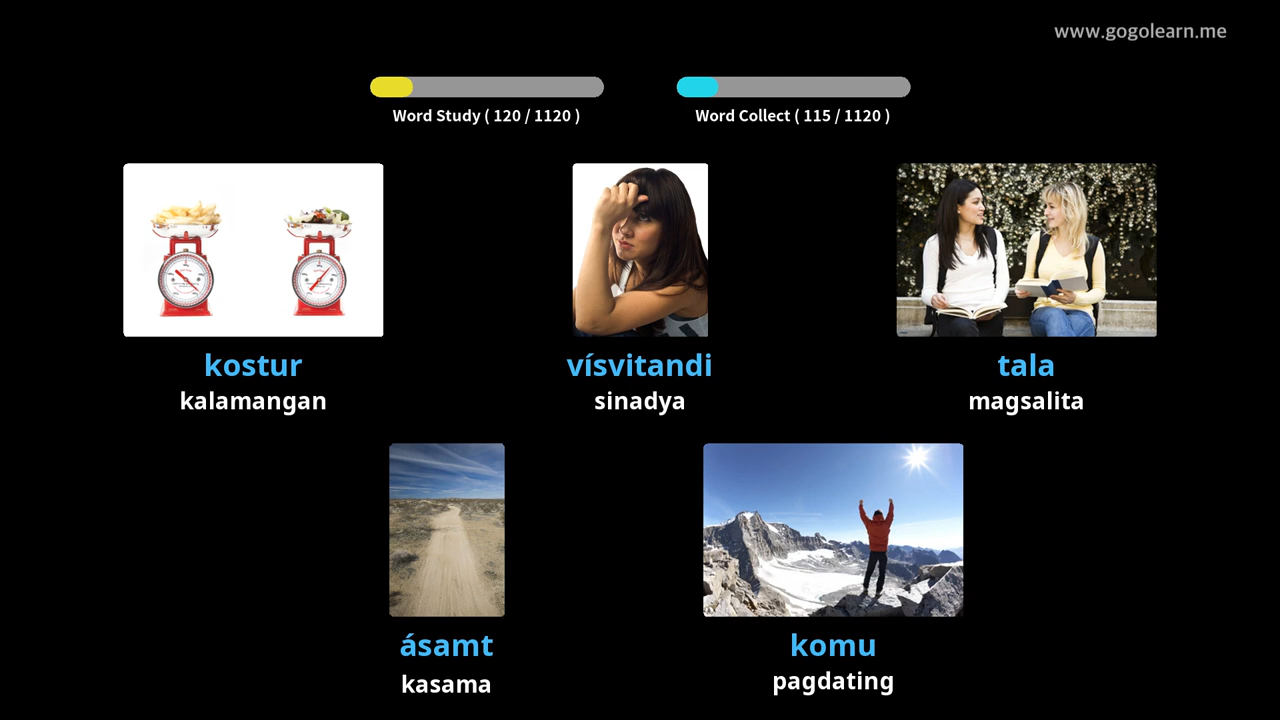 www.gogolearn.me
Word Study ( 120 / 1120 )
Word Collect ( 115 / 1120 )
kostur
kalamangan
vísvitandi
sinadya
tala
magsalita
ásamt
kasama
komu
pagdating